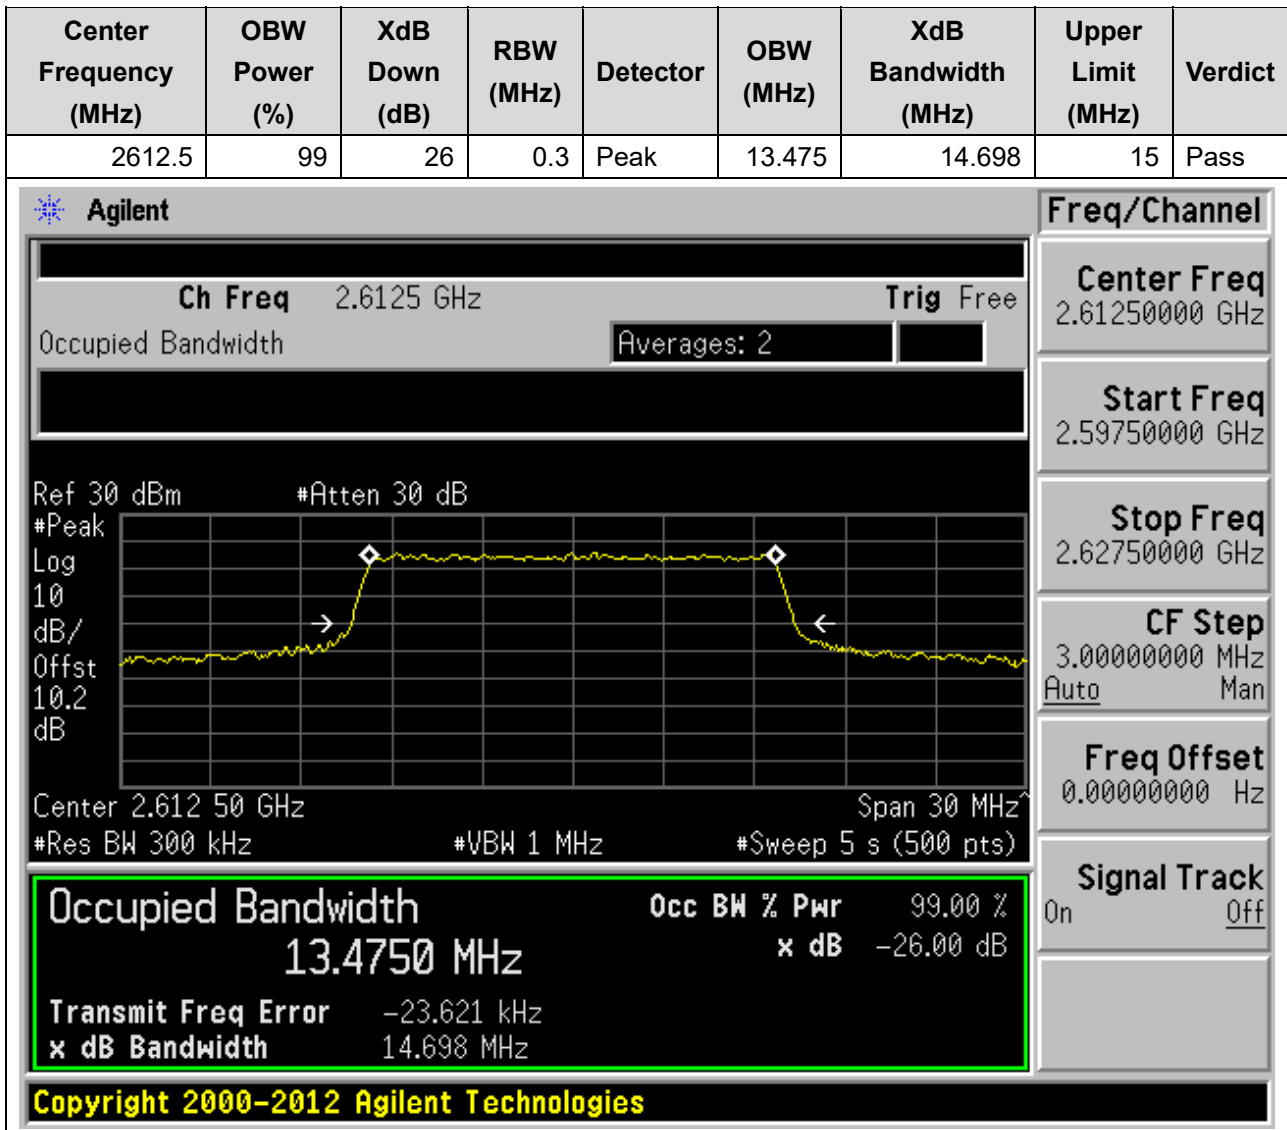 Center Frequency (MHz) OBW Power (%) XdB Down (dB) RBW (MHz) Detector OBW (MHz) XdB Bandwidth (MHz) Upper Limit (MHz) Verdict
2612.5 99 26 0.3 Peak 13.475 14.698 15 Pass
Agilent
Ch Freq 2.6125 GHz Trig Free
Occupied Bandwidth Averages: 2
Ref 30 dBm #Atten 30 dB
#Peak
Log
10
dB/
Offst
10.2
dB
Center 2.612 50 GHz Span 30 MHz^
#Res BW 300 kHz #VBW 1 MHz #Sweep 5 s (500 pts)
Occupied Bandwidth Occ BW % Pwr 99.00 %
13.4750 MHz x dB -26.00 dB
Transmit Freq Error -23.621 kHz
x dB Bandwidth 14.698 MHz
Copyright 2000-2012 Agilent Technologies
Freq/Channel
Center Freq
2.61250000 GHz
Start Freq
2.59750000 GHz
Stop Freq
2.62750000 GHz
CF Step
3.00000000 MHz
Auto Man
Freq Offset
0.00000000 Hz
Signal Track
On Off